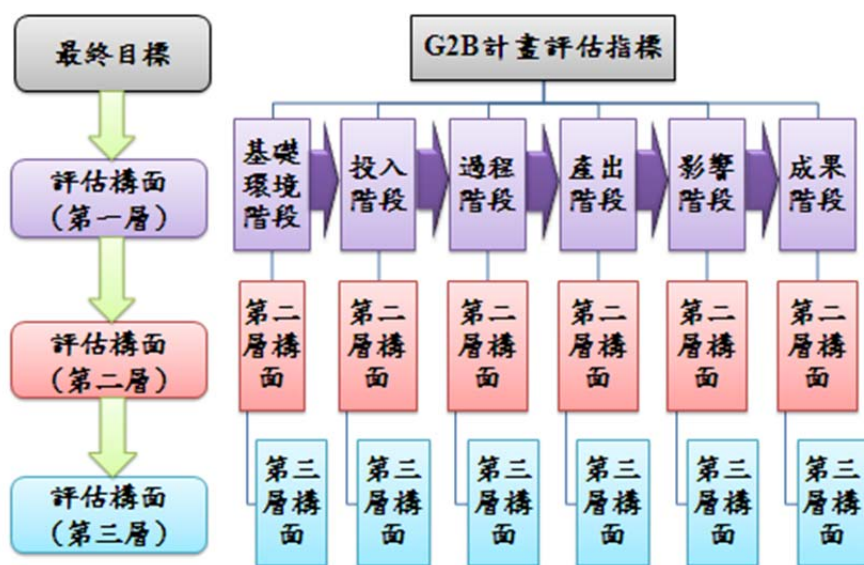 最終目標
G2B計畫評估指標
評估構面
(第一層)
基礎
環境
階段
投入
階段
過程
階段
產出
階段
影響
階段
成果
階段
評估構面
(第二層)
第二
層構
面
第二
層構
面
第二
層構
面
第二
層構
面
第二
層構
面
第二
層構
面
評估構面
(第三層)
第三
層構
面
第三
層構
面
第三
層構
面
第三
層構
面
第三
層構
面
第三
層構
面